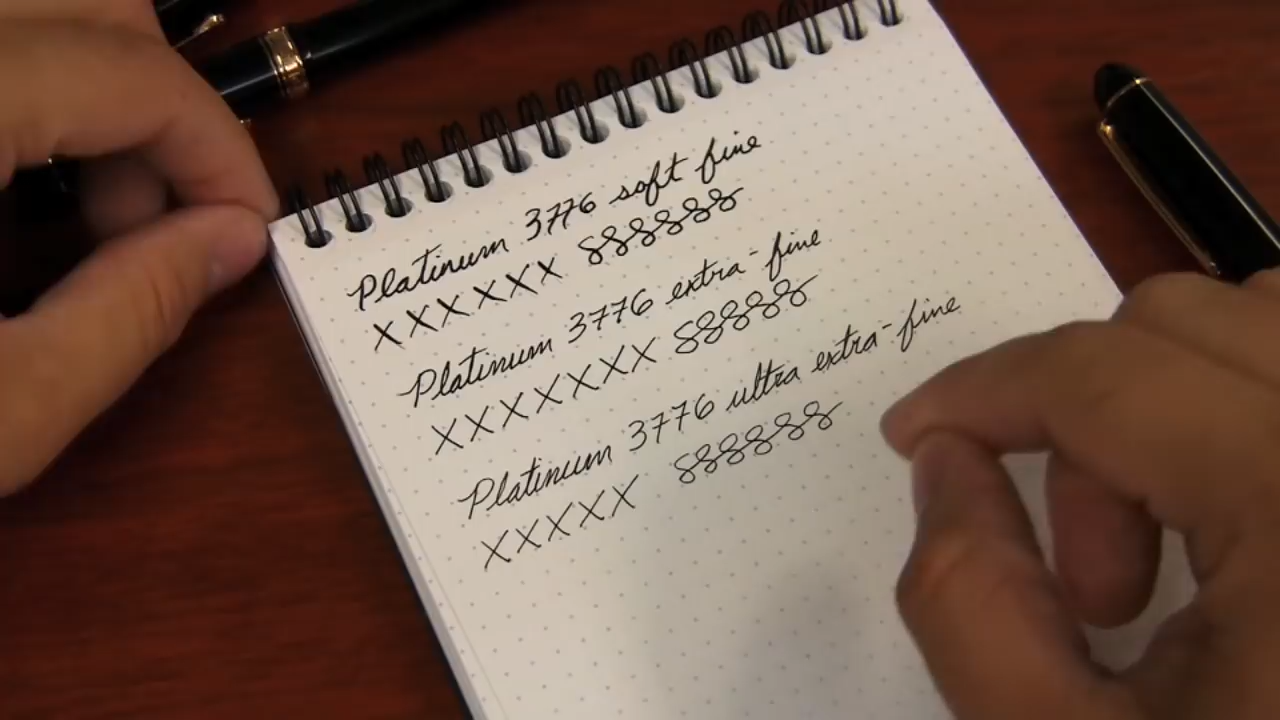 Platinum 3776 soft fine
XXXXXX 888888
Platinum 3776 extra-fine
XXXXXXX 88888
Platinum 3776 ultra extra-fine
XXXXX 888888